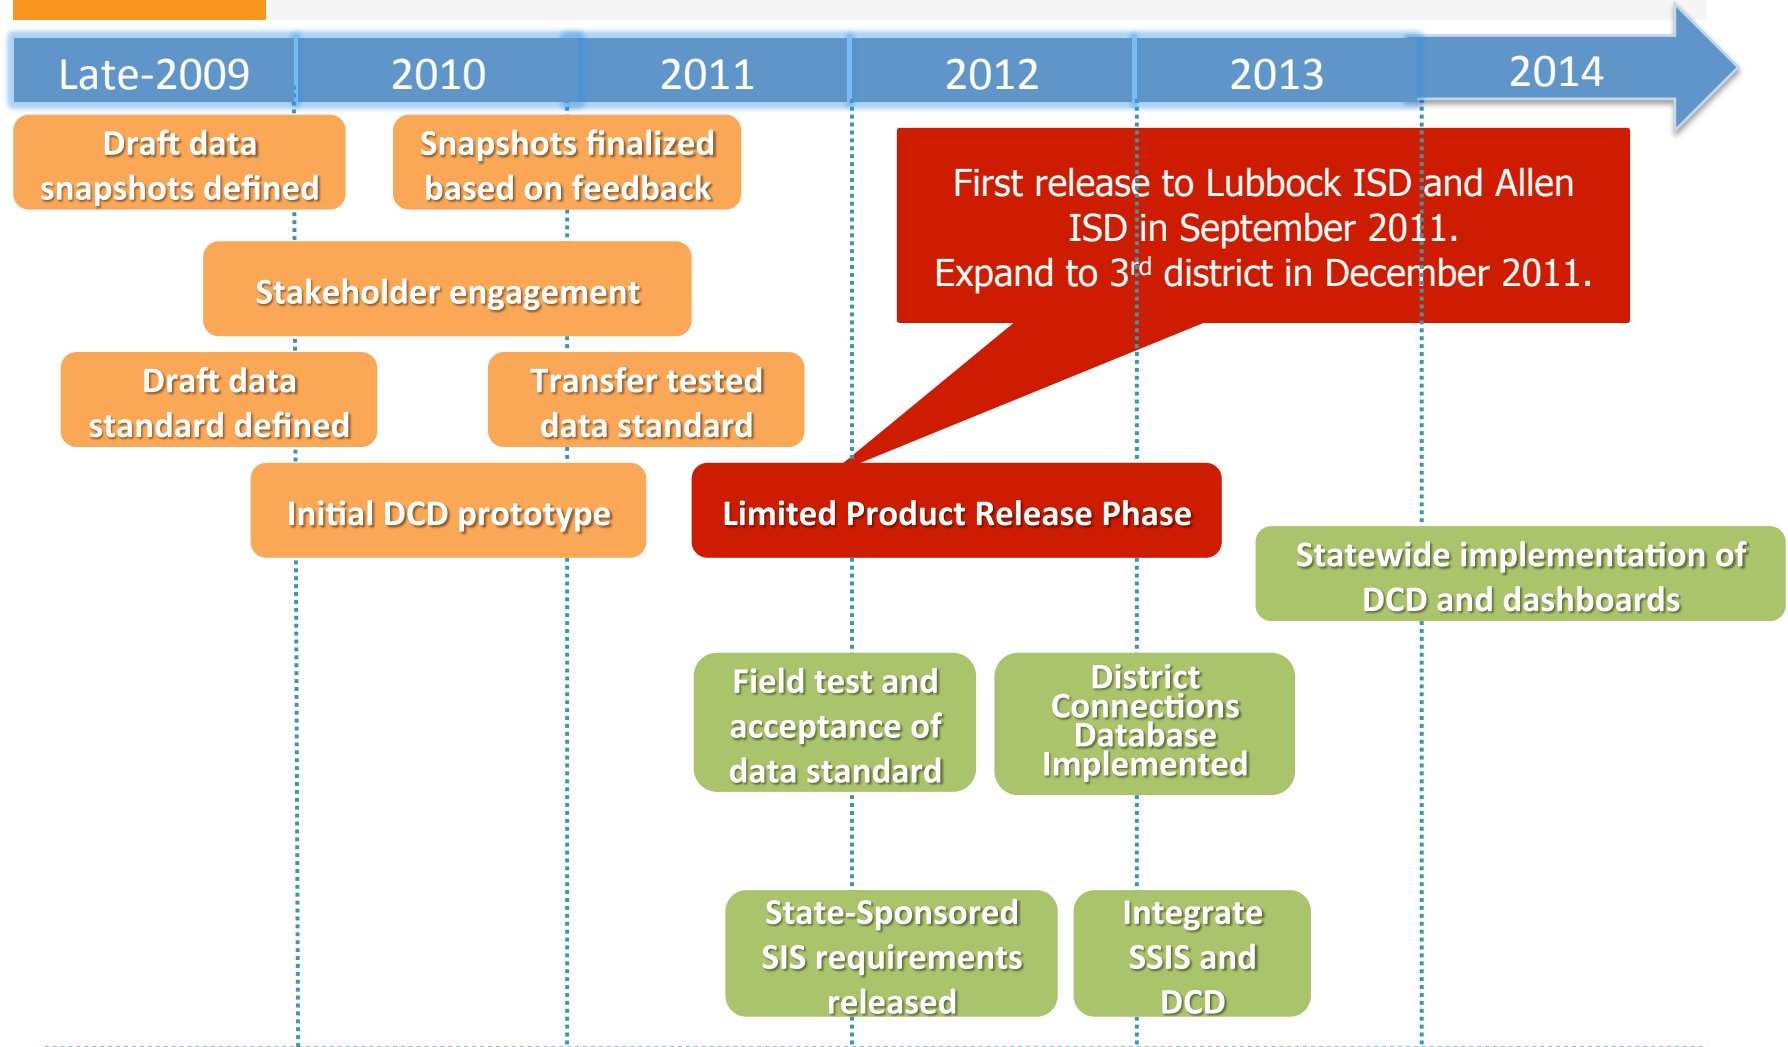 Late-2009
2010
2011
2012
2013
2014
Draft data
snapshots defined
Snapshots finalized
based on feedback
First release to Lubbock ISD and Allen
ISD in September 2011.
Expand to 3rd district in December 2011.
Stakeholder engagement
Draft data
standard defined
Transfer tested
data standard
Initial DCD prototype
Limited Product Release Phase
Statewide implementation of
DCD and dashboards
Field test and
acceptance of
data standard
District
Connections
Database
Implemented
State-Sponsored
SIS requirements
released
Integrate
SSIS and
DCD